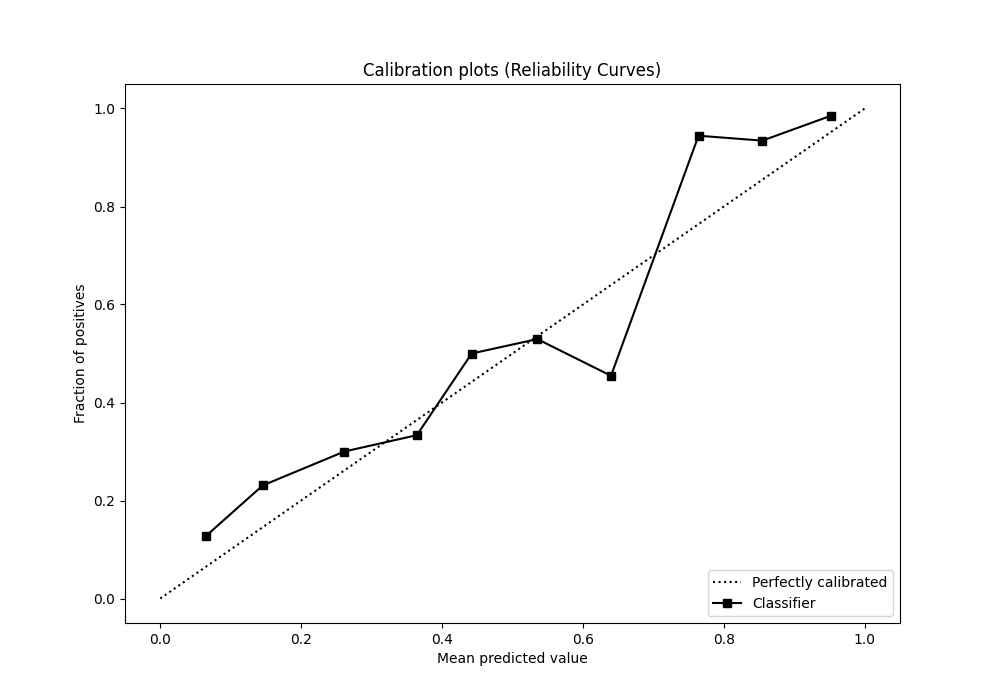 Calibration plots (Reliability Curves)
1.0
0.8
0.6
0.4
0.2
0.0
Fraction of positives
0.0 0.2 0.4 0.6 0.8 1.0
Mean predicted value
Perfectly calibrated
Classifier